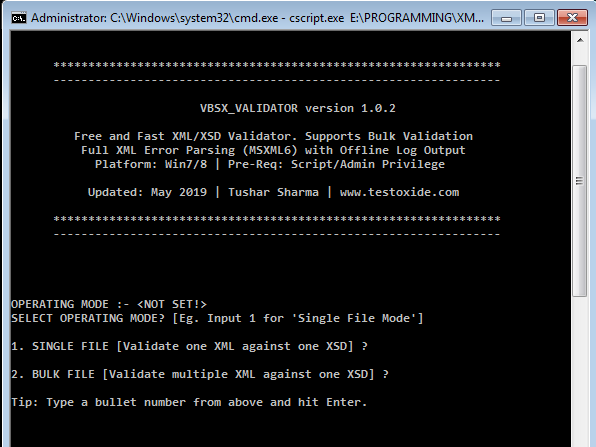 Administrator: C:\Windows\system32\cmd.exe - cscript.exe E:\PROGRAMMING\XM...
****************************************************************
----------------------------------------------------------------
VBSX_VALIDATOR version 1.0.2
Free and Fast XML/XSD Validator. Supports Bulk Validation
Full XML Error Parsing (MSXML6) with Offline Log Output
Platform: Win7/8 | Pre-Req: Script/Admin Privilege
Updated: May 2019 | Tushar Sharma | www.testoxide.com
****************************************************************
----------------------------------------------------------------
OPERATING MODE :- <NOT SET!>
SELECT OPERATING MODE? [Eg. Input 1 for 'Single File Mode']
1. SINGLE FILE [Validate one XML against one XSD] ?
2. BULK FILE [Validate multiple XML against one XSD] ?
Tip: Type a bullet number from above and hit Enter.